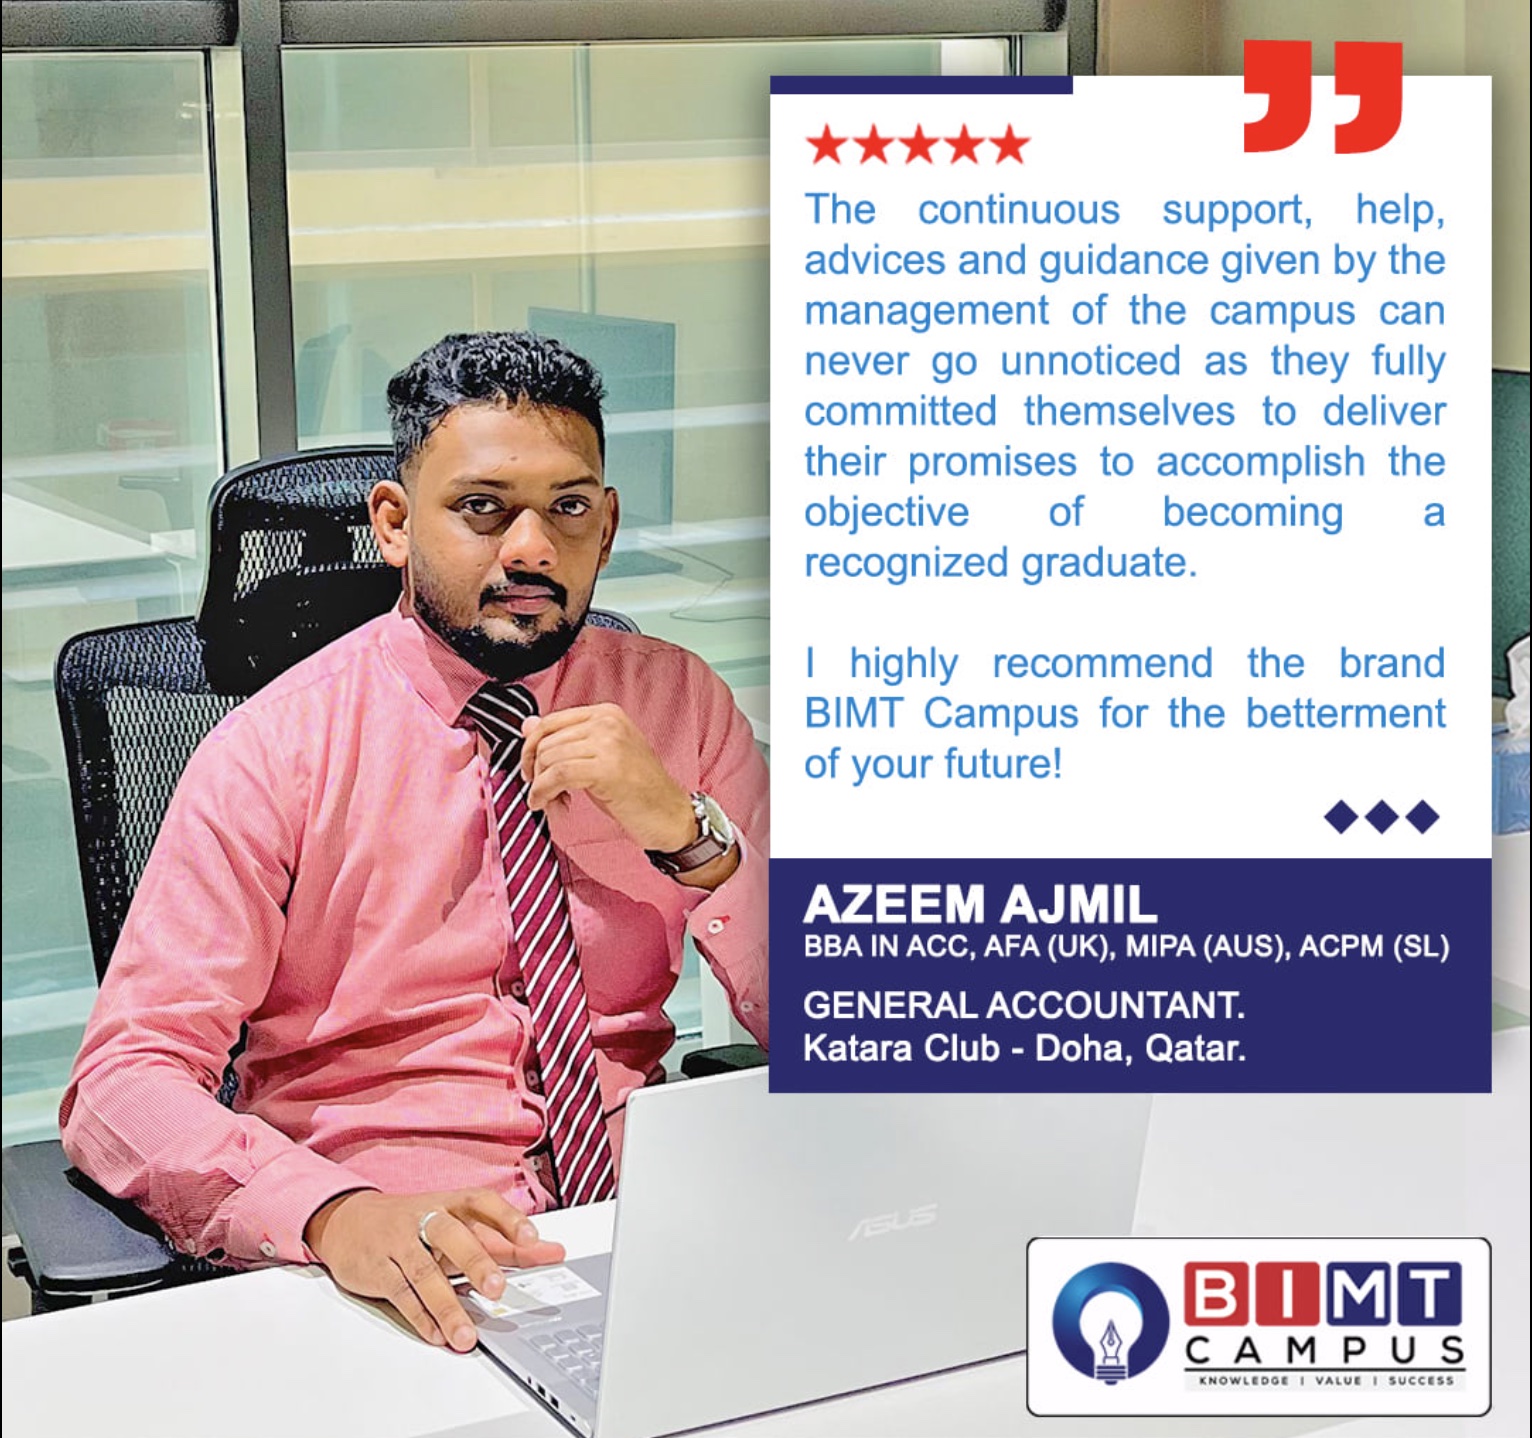 The continuous support, help,
advices and guidance given by the
management of the campus can
never go unnoticed as they fully
committed themselves to deliver
their promises to accomplish the
objective of becoming a
recognized graduate.
I highly recommend the brand
BIMT Campus for the betterment
of your future!
AZEEM AJMIL
BBA IN ACC, AFA (UK), MIPA (AUS), ACPM (SL)
GENERAL ACCOUNTANT.
Katara Club - Doha, Qatar.
ASUS
BIMT
CAMPUS
KNOWLEDGE | VALUE | SUCCESS